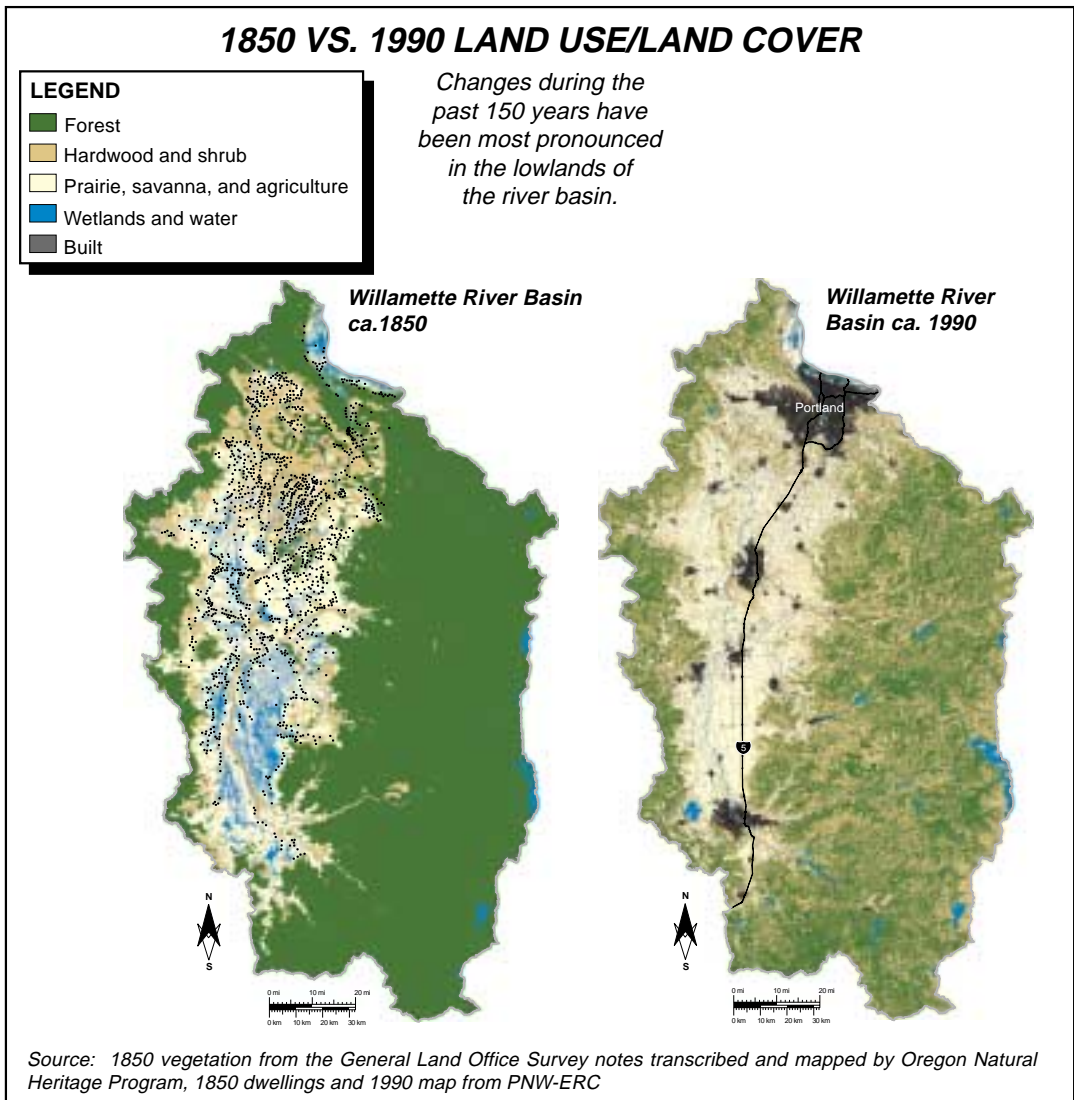 1850 VS. 1990 LAND USE/LAND COVER
LEGEND
Forest
Hardwood and shrub
Prairie, savanna, and agriculture
Wetlands and water
Built
Changes during the
past 150 years have
been most pronounced
in the lowlands of
the river basin.
Willamette River Basin
ca.1850
Willamette River
Basin ca. 1990
Portland
5
N
S
N
S
0 mi 10 mi 20 mi
0 km 10 km 20 km 30 km
0 mi 10 mi 20 mi
0 km 10 km 20 km 30 km
Source: 1850 vegetation from the General Land Office Survey notes transcribed and mapped by Oregon Natural
Heritage Program, 1850 dwellings and 1990 map from PNW-ERC